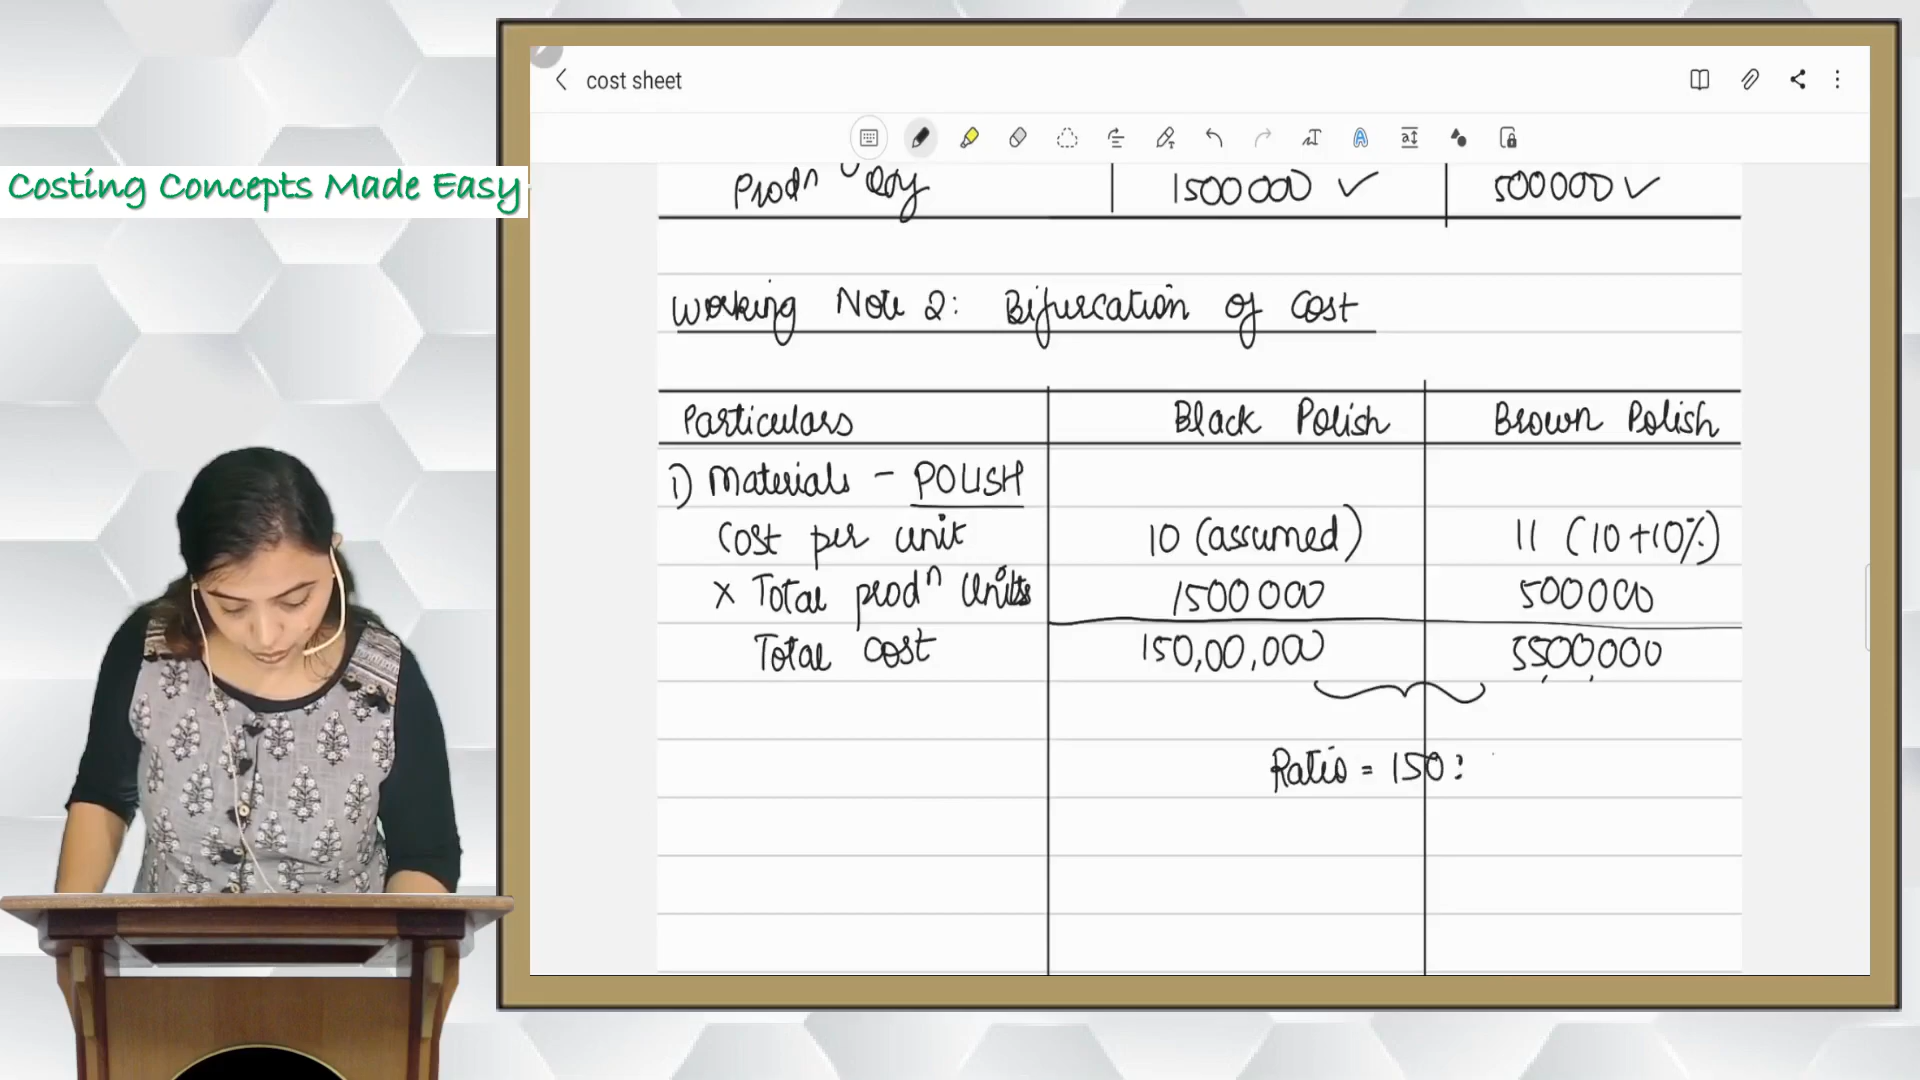 cost sheet
Costing Concepts Made Easy
Prodⁿ Qty 1500000 ✓ 500000 ✓
Working Note 2: Bifurcation of Cost
Particulars Black Polish Brown Polish
1) Materials - POLISH
Cost per unit 10 (assumed) 11 (10+10%)
X Total prodⁿ Units 1500000 500000
Total cost 150,00,000 5500000
Ratio = 150: